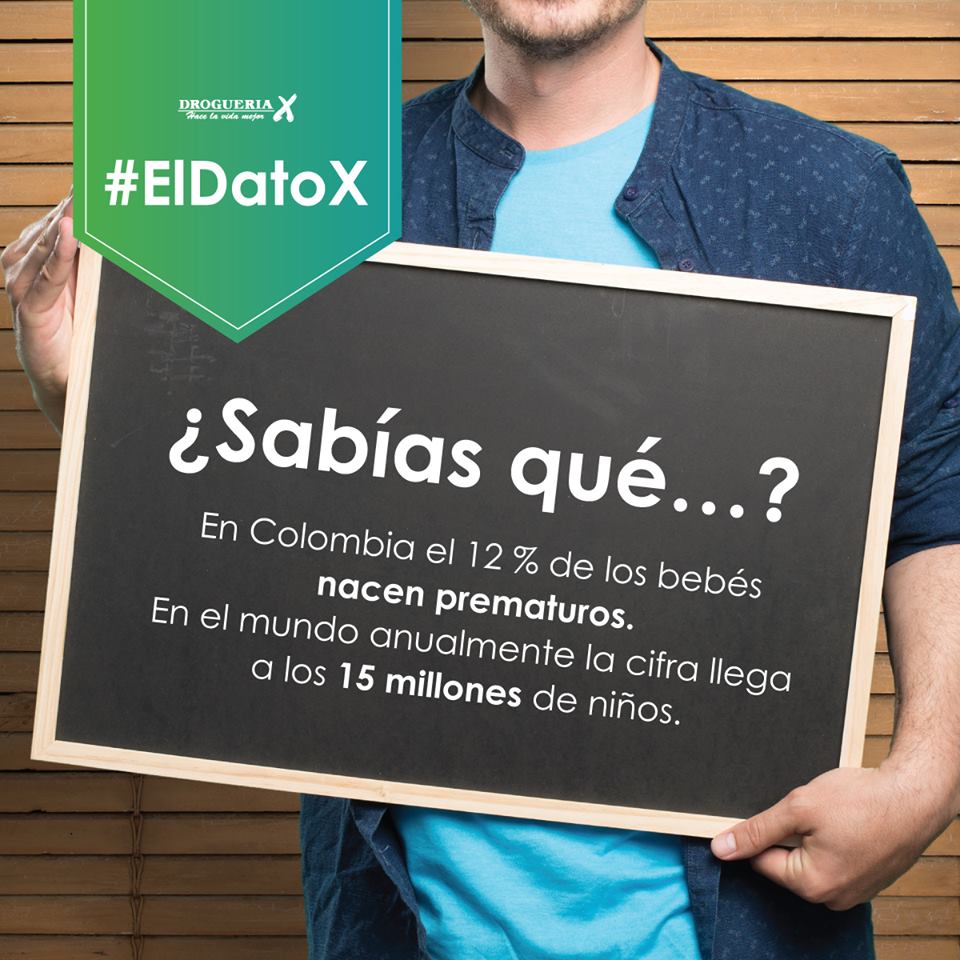 DROGUERIA X
Hace la vida mejor
#ElDatoX
¿Sabías qué...?
En Colombia el 12 % de los bebés
nacen prematuros.
En el mundo anualmente la cifra llega
a los 15 millones de niños.